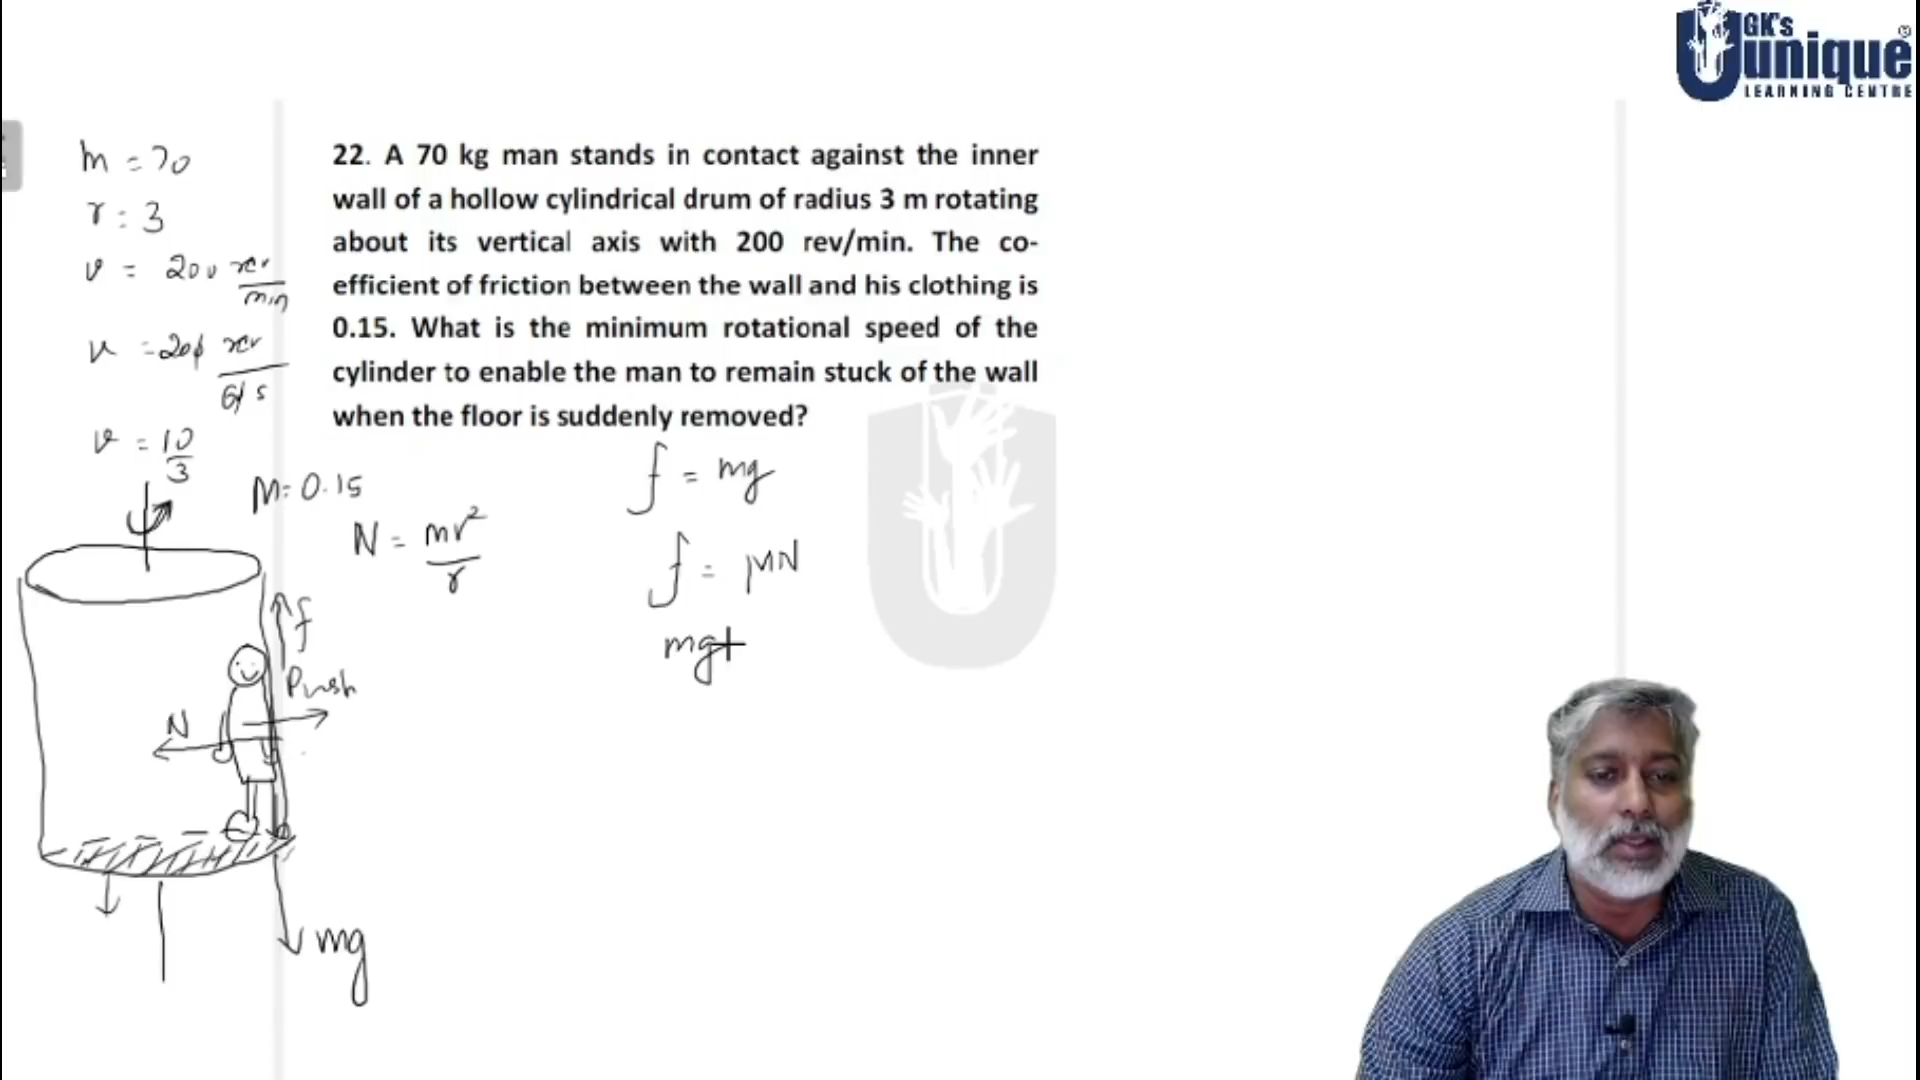 GK's
unique
LEARNING CENTRE
22. A 70 kg man stands in contact against the inner
wall of a hollow cylindrical drum of radius 3 m rotating
about its vertical axis with 200 rev/min. The co-
efficient of friction between the wall and his clothing is
0.15. What is the minimum rotational speed of the
cylinder to enable the man to remain stuck of the wall
when the floor is suddenly removed?
m = 70
r = 3
ν = 200 rev/min
ν = 200 rev/60 s
ν = 10/3
μ = 0.15
N = mv²/r
f = mg
f = μN
mg
f
Push
N
mg